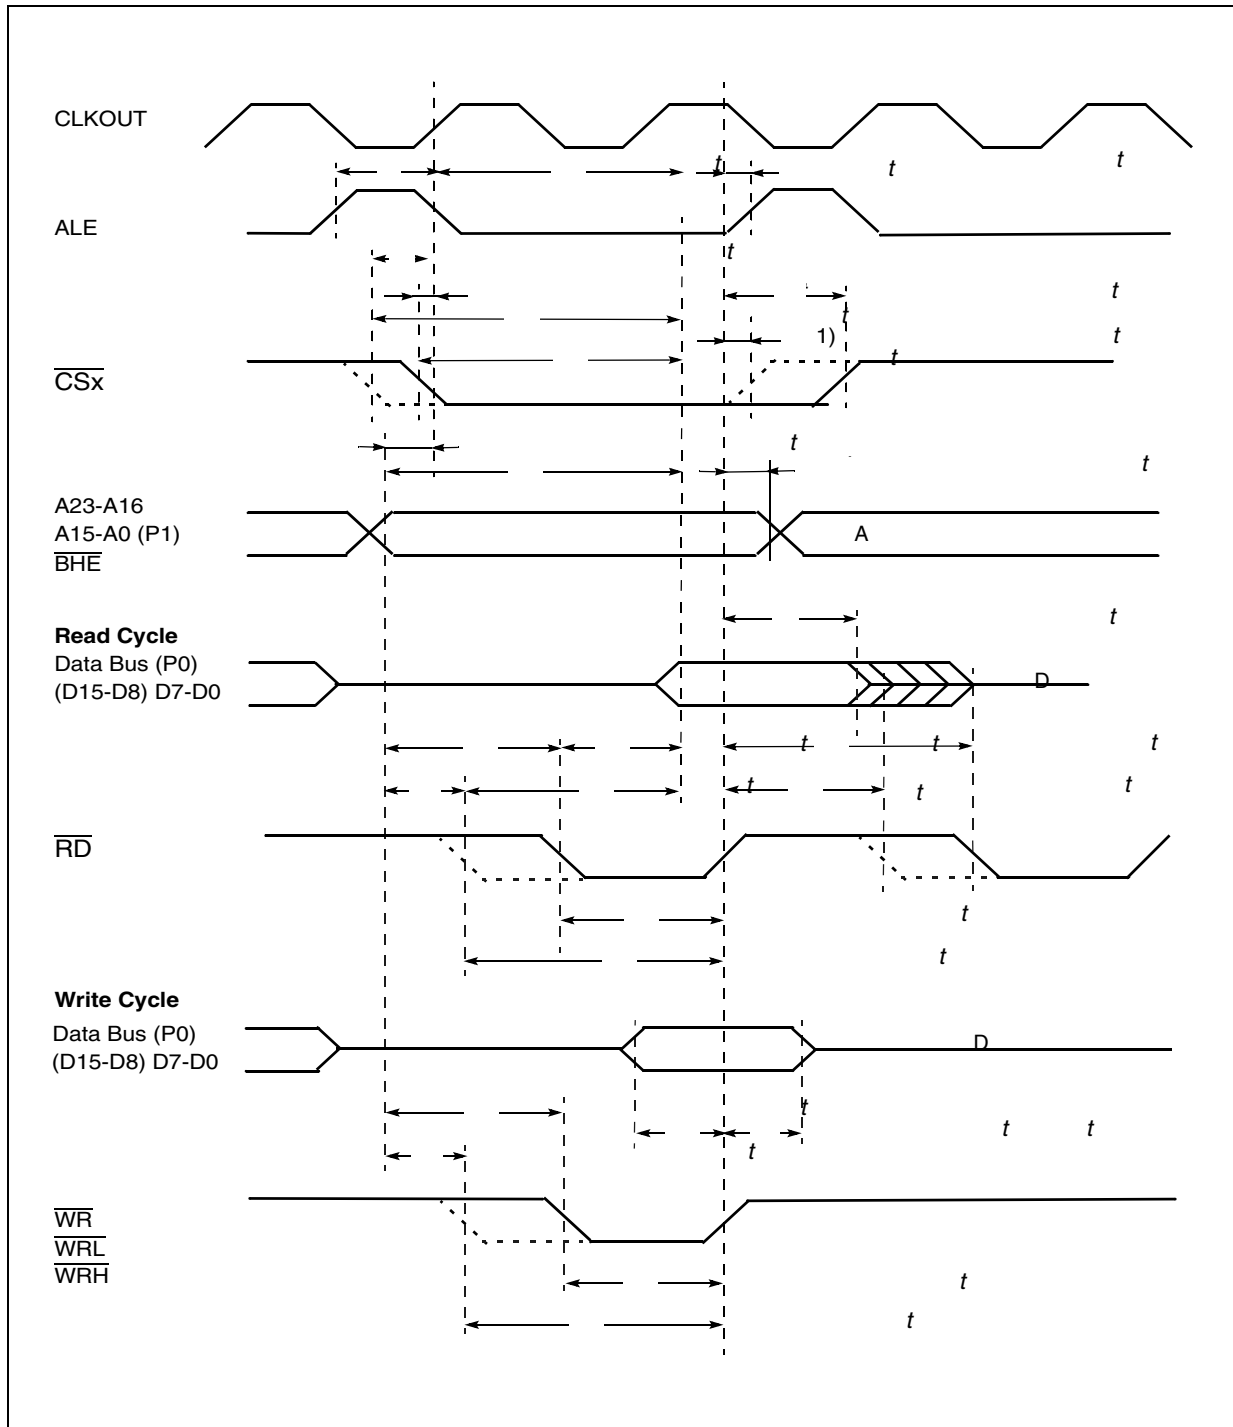 CLKOUT
t t t
ALE
t
t
t
1) t
t
CSx
t
t
A23-A16
A15-A0 (P1) A
BHE
t
Read Cycle
Data Bus (P0)
(D15-D8) D7-D0 D
t t t
t t t
RD
t
t
Write Cycle
Data Bus (P0) D
(D15-D8) D7-D0
t
t t
t
WR
WRL
WRH t
t